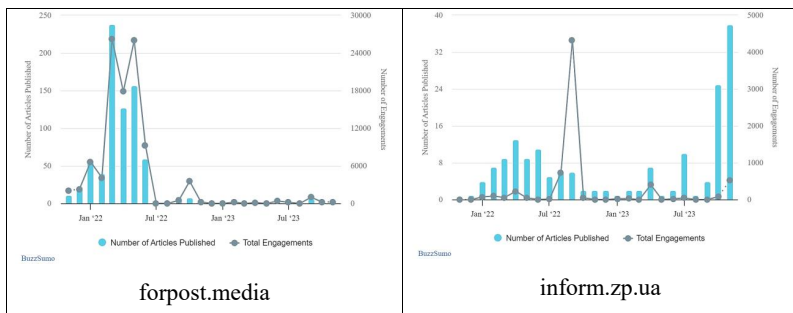 250
200
150
100
50
0
Number of Articles Published
30000
24000
18000
12000
6000
0
Number of Engagements
Jan '22
Jul '22
Jan '23
Jul '23
Number of Articles Published
Total Engagements
BuzzSumo
forpost.media
40
32
24
16
8
0
Number of Articles Published
5000
4000
3000
2000
1000
0
Number of Engagements
Jan '22
Jul '22
Jan '23
Jul '23
Number of Articles Published
Total Engagements
BuzzSumo
inform.zp.ua